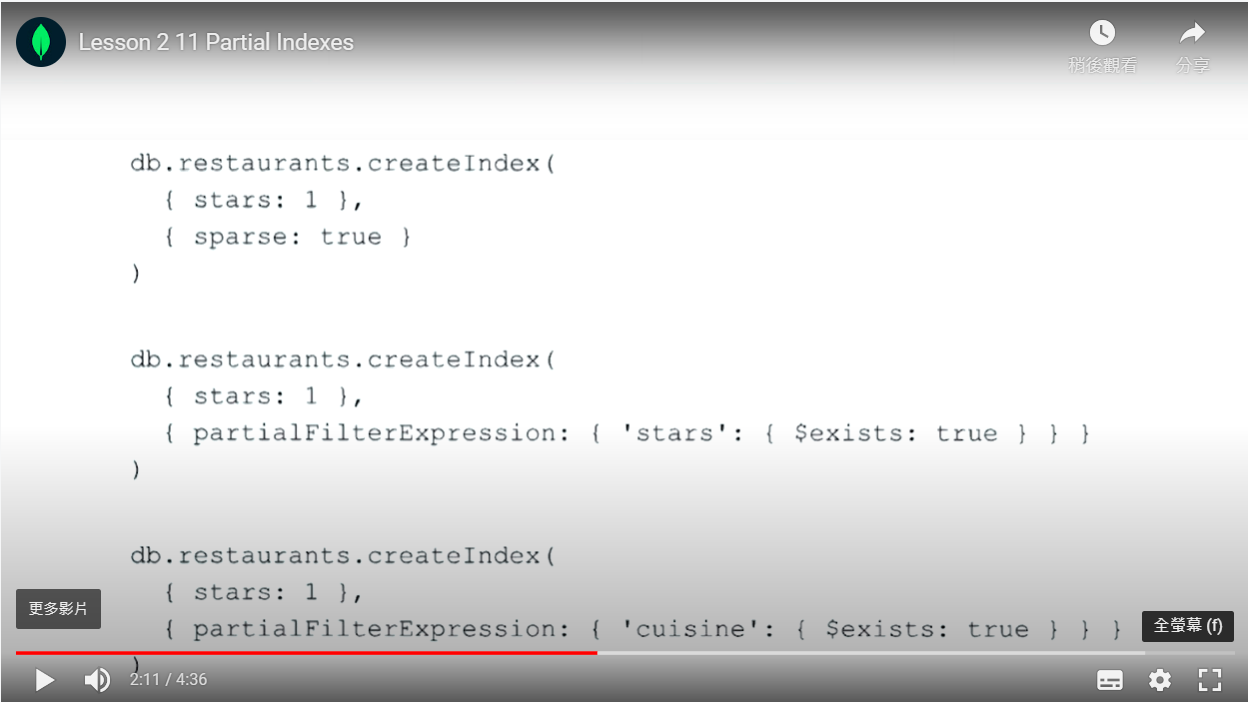 Lesson 2 11 Partial Indexes
稍後觀看
分享
db.restaurants.createIndex(
{ stars: 1 },
{ sparse: true }
)
db.restaurants.createIndex(
{ stars: 1 },
{ partialFilterExpression: { 'stars': { $exists: true } } }
)
db.restaurants.createIndex(
{ stars: 1 },
更多影片
{ partialFilterExpression: { 'cuisine': { $exists: true } } }
全螢幕 (f)
)
2:11 / 4:36